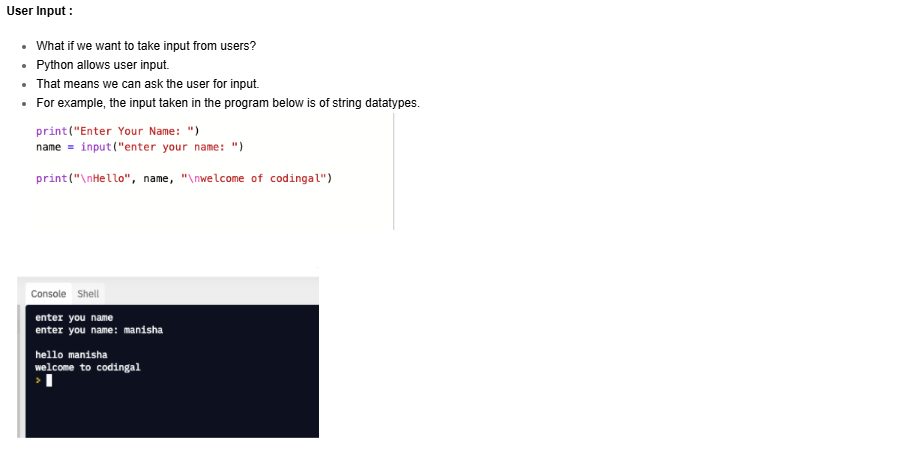 User Input :
What if we want to take input from users?
Python allows user input.
That means we can ask the user for input.
For example, the input taken in the program below is of string datatypes.
print("Enter Your Name: ")
name = input("enter your name: ")
print("\nHello", name, "\nwelcome of codingal")
Console Shell
enter you name
enter you name: manisha
hello manisha
welcome to codingal
>